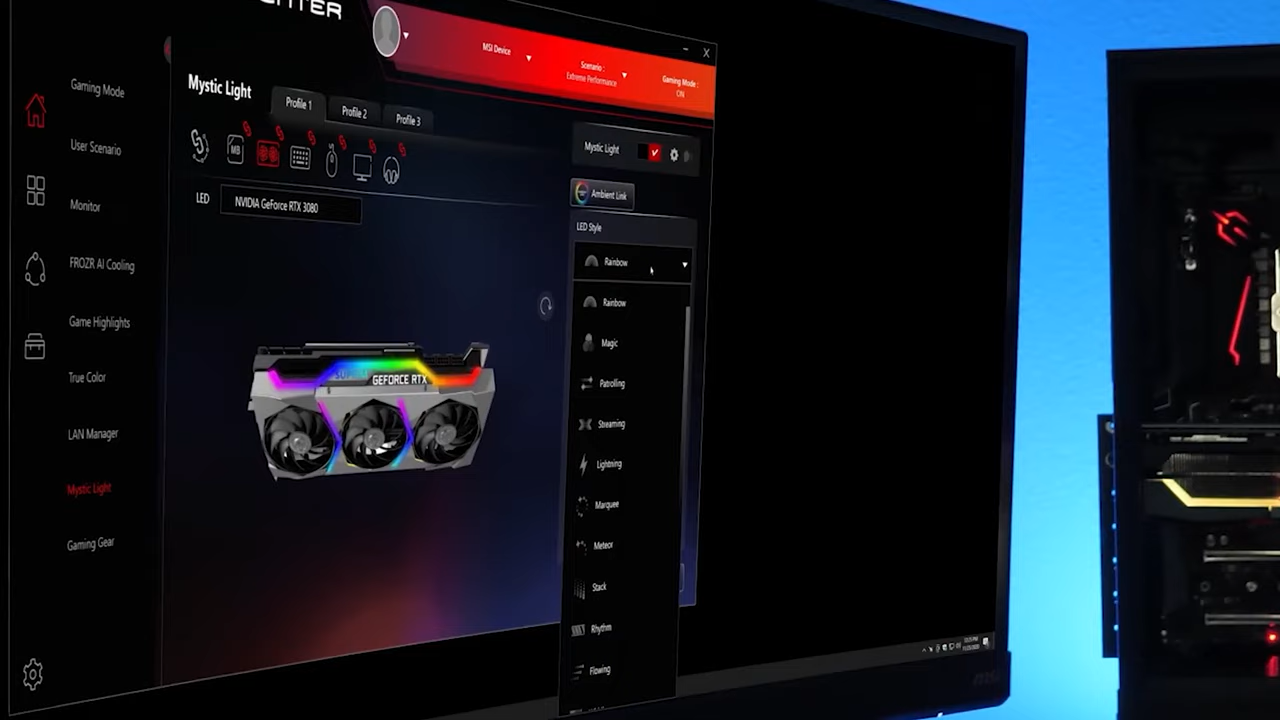 MSI Device
Scenario :
Extreme Performance
Gaming Mode :
ON
Mystic Light
Profile 1
Profile 2
Profile 3
Gaming Mode
User Scenario
Monitor
FROZR AI Cooling
Game Highlights
True Color
LAN Manager
Mystic Light
Gaming Gear
MB
LED
NVIDIA GeForce RTX 3080
GEFORCE RTX
Mystic Light
Ambient Link
LED Style
Rainbow
Rainbow
Magic
Patrolling
Streaming
Lightning
Marquee
Meteor
Stack
Rhythm
Flowing
msi